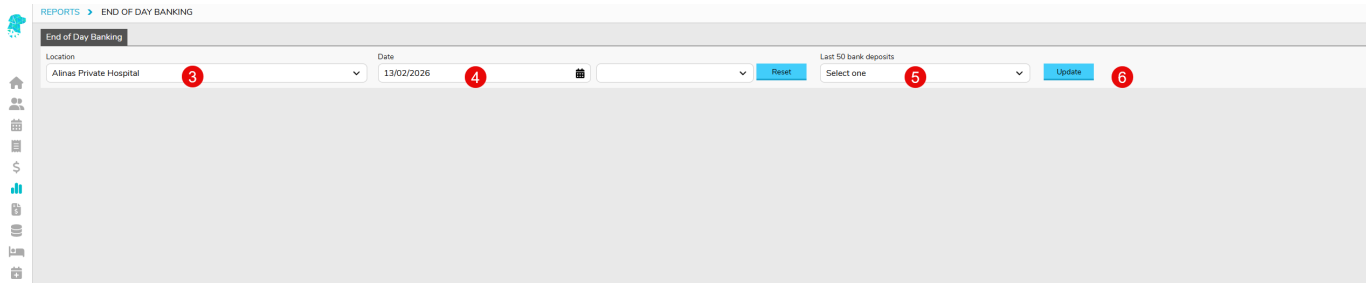 REPORTS > END OF DAY BANKING
End of Day Banking
Location Date Last 50 bank deposits
Alinas Private Hospital 3 13/02/2026 4 Reset Select one 5 Update 6